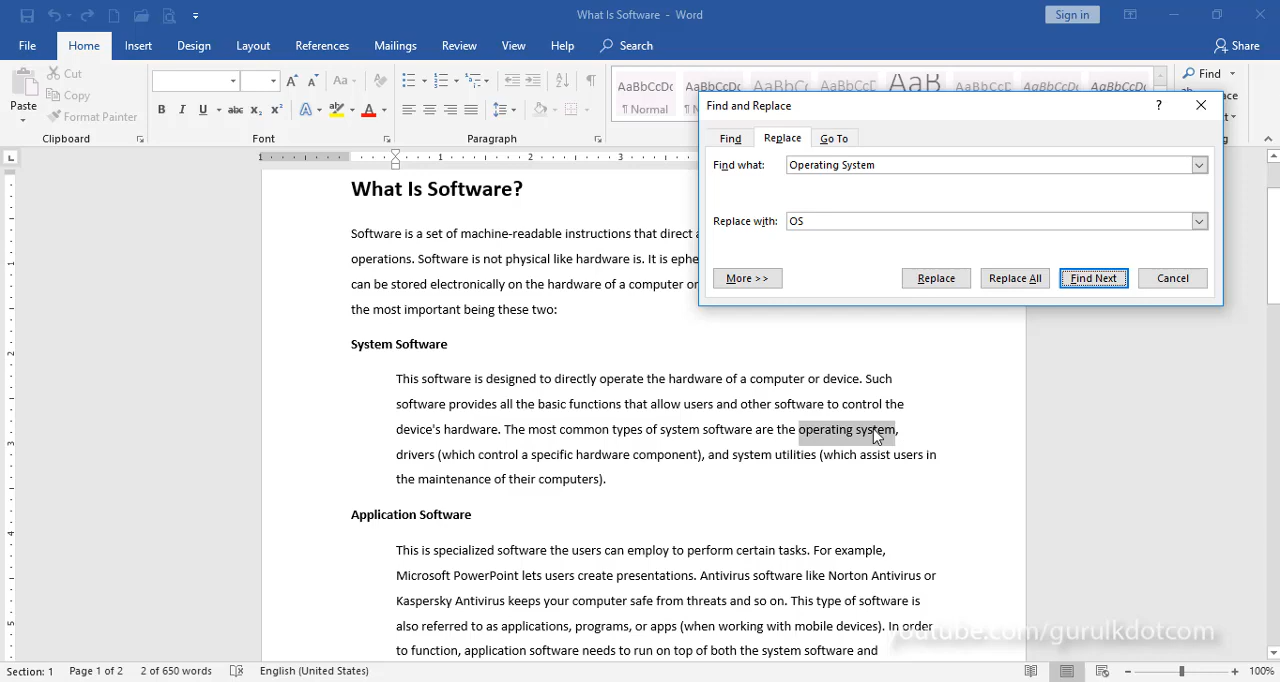 What Is Software - Word
Sign in
File Home Insert Design Layout References Mailings Review View Help Search Share
Paste
Cut
Copy
Format Painter
Clipboard
Font
Paragraph
AaBbCcDc AaBbCcDc AaBbCc AaBbCcC AaB AaBbCcC AaBbCcDc AaBbCcDc
¶ Normal
Find
Find and Replace
Find Replace Go To
Find what: Operating System
Replace with: OS
More >> Replace Replace All Find Next Cancel
What Is Software?
Software is a set of machine-readable instructions that direct
operations. Software is not physical like hardware is. It is
can be stored electronically on the hardware of a computer
the most important being these two:
System Software
This software is designed to directly operate the hardware of a computer or device. Such
software provides all the basic functions that allow users and other software to control the
device's hardware. The most common types of system software are the operating system,
drivers (which control a specific hardware component), and system utilities (which assist users in
the maintenance of their computers).
Application Software
This is specialized software the users can employ to perform certain tasks. For example,
Microsoft PowerPoint lets users create presentations. Antivirus software like Norton Antivirus or
Kaspersky Antivirus keeps your computer safe from threats and so on. This type of software is
also referred to as applications, programs, or apps (when working with mobile devices). In order
to function, application software needs to run on top of both the system software and
youtube.com/gurulkdotcom
Section: 1 Page 1 of 2 2 of 650 words English (United States) 100%